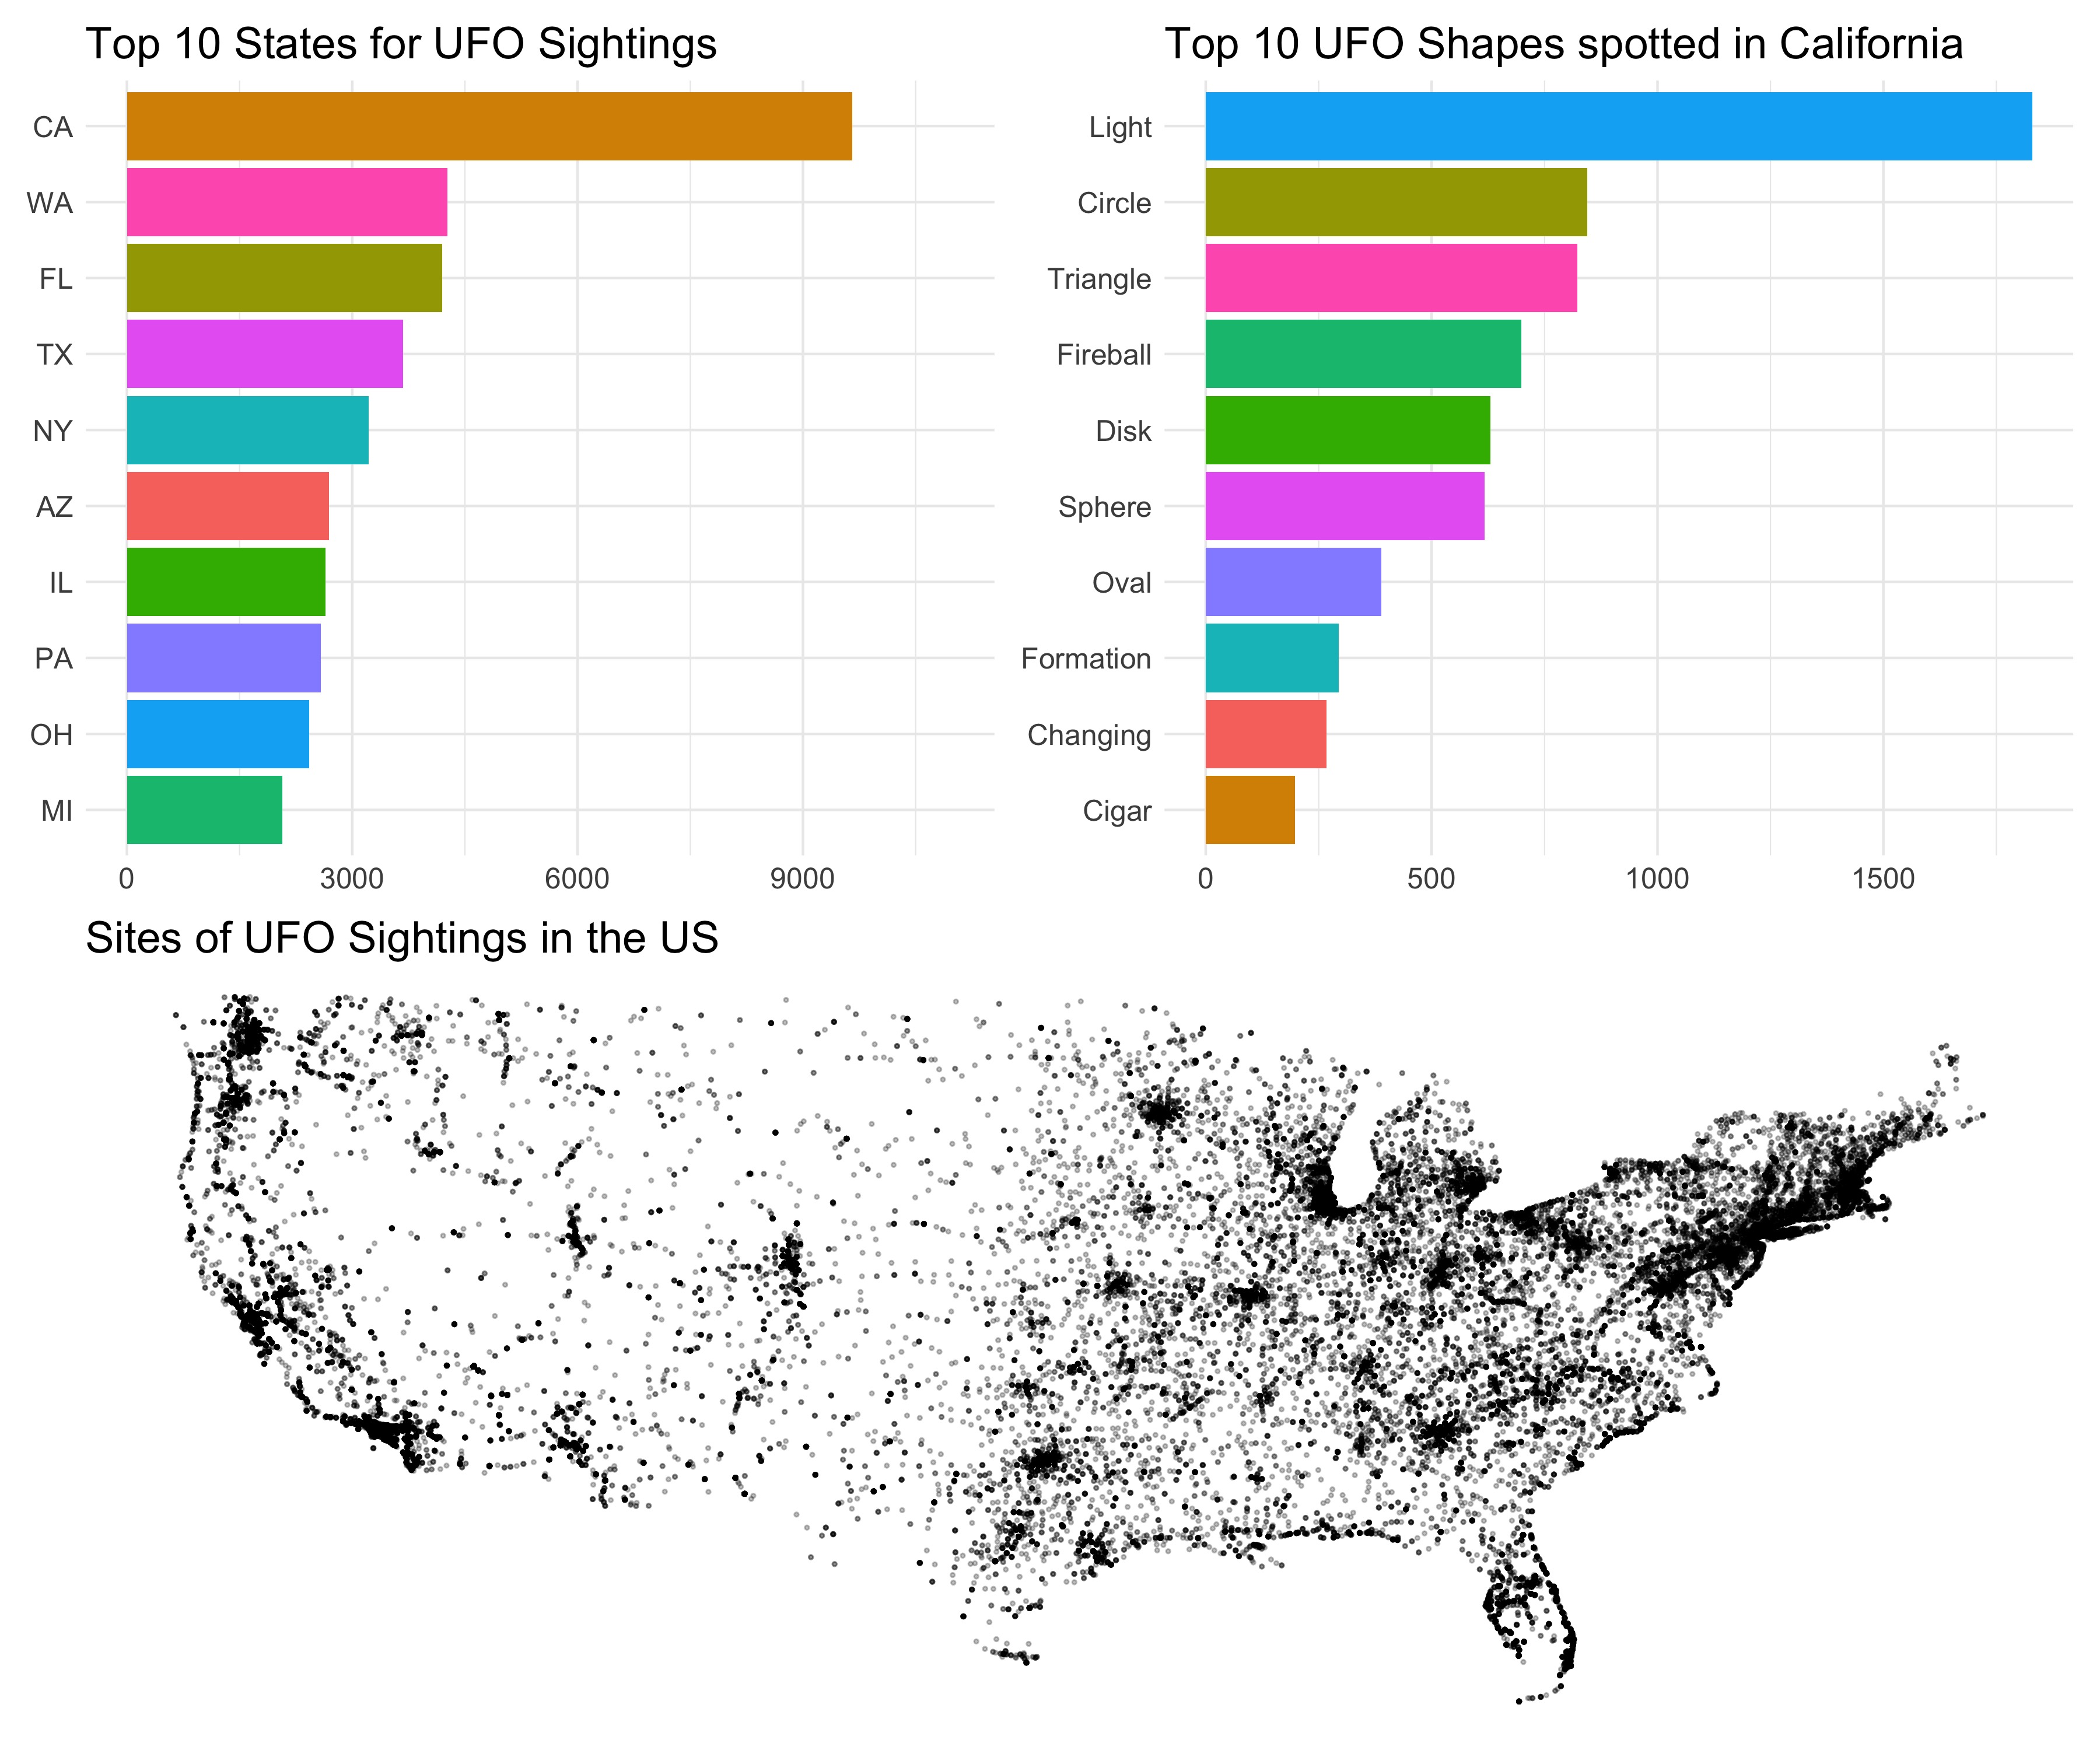 Top 10 States for UFO Sightings
CA
WA
FL
TX
NY
AZ
IL
PA
OH
MI
0 3000 6000 9000
Top 10 UFO Shapes spotted in California
Light
Circle
Triangle
Fireball
Disk
Sphere
Oval
Formation
Changing
Cigar
0 500 1000 1500
Sites of UFO Sightings in the US